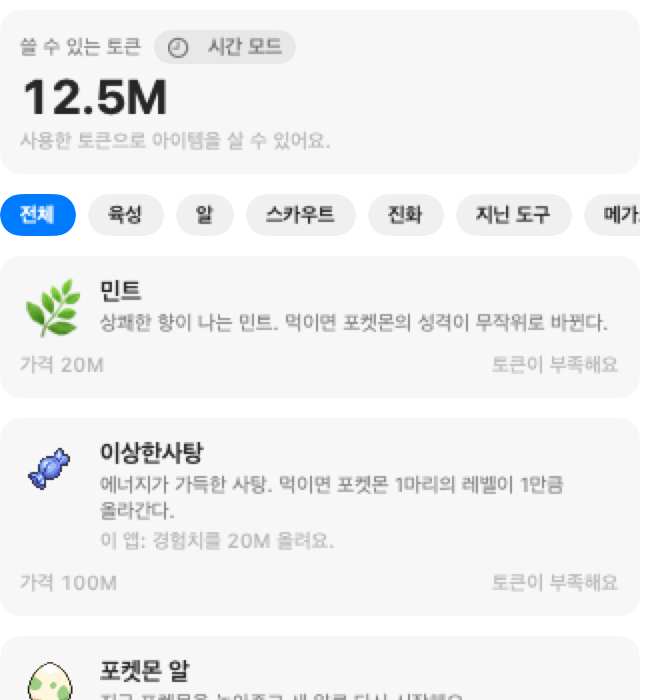 쓸 수 있는 토큰 시간 모드
12.5M
사용한 토큰으로 아이템을 살 수 있어요.
전체 육성 알 스카우트 진화 지닌 도구 메가
민트
상쾌한 향이 나는 민트. 먹이면 포켓몬의 성격이 무작위로 바뀐다.
가격 20M 토큰이 부족해요
이상한사탕
에너지가 가득한 사탕. 먹이면 포켓몬 1마리의 레벨이 1만큼
올라간다.
이 앱: 경험치를 20M 올려요.
가격 100M 토큰이 부족해요
포켓몬 알